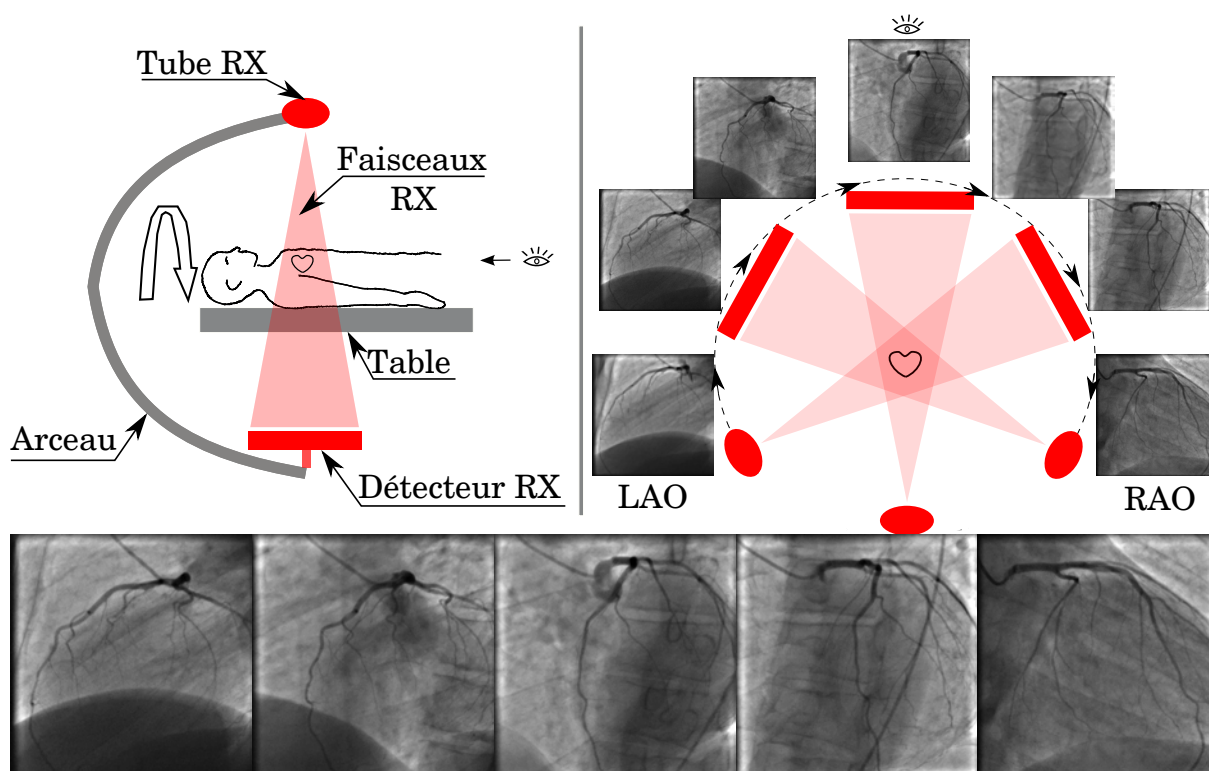 Tube RX
Faisceaux
RX
Table
Arceau
Détecteur RX
LAO
RAO